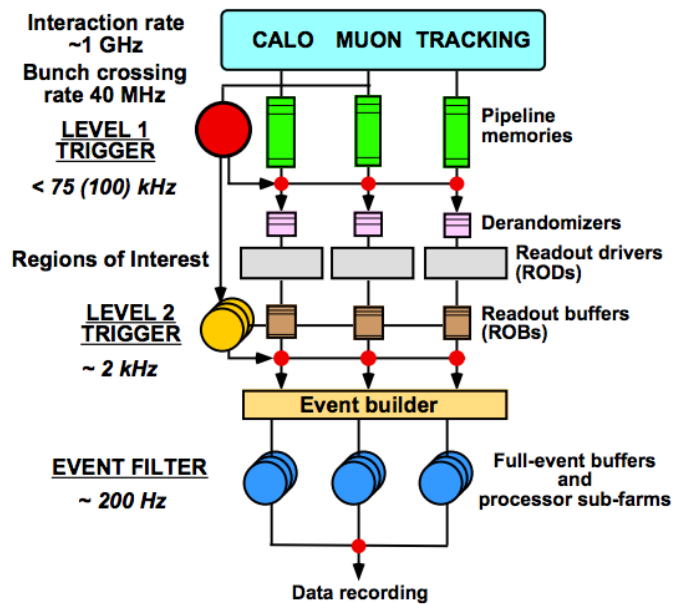 Interaction rate
~1 GHz
CALO MUON TRACKING
Bunch crossing
rate 40 MHz
Pipeline
memories
LEVEL 1
TRIGGER
< 75 (100) kHz
Derandomizers
Regions of Interest
Readout drivers
(RODs)
LEVEL 2
TRIGGER
Readout buffers
(ROBs)
~ 2 kHz
Event builder
EVENT FILTER
~ 200 Hz
Full-event buffers
and
processor sub-farms
Data recording